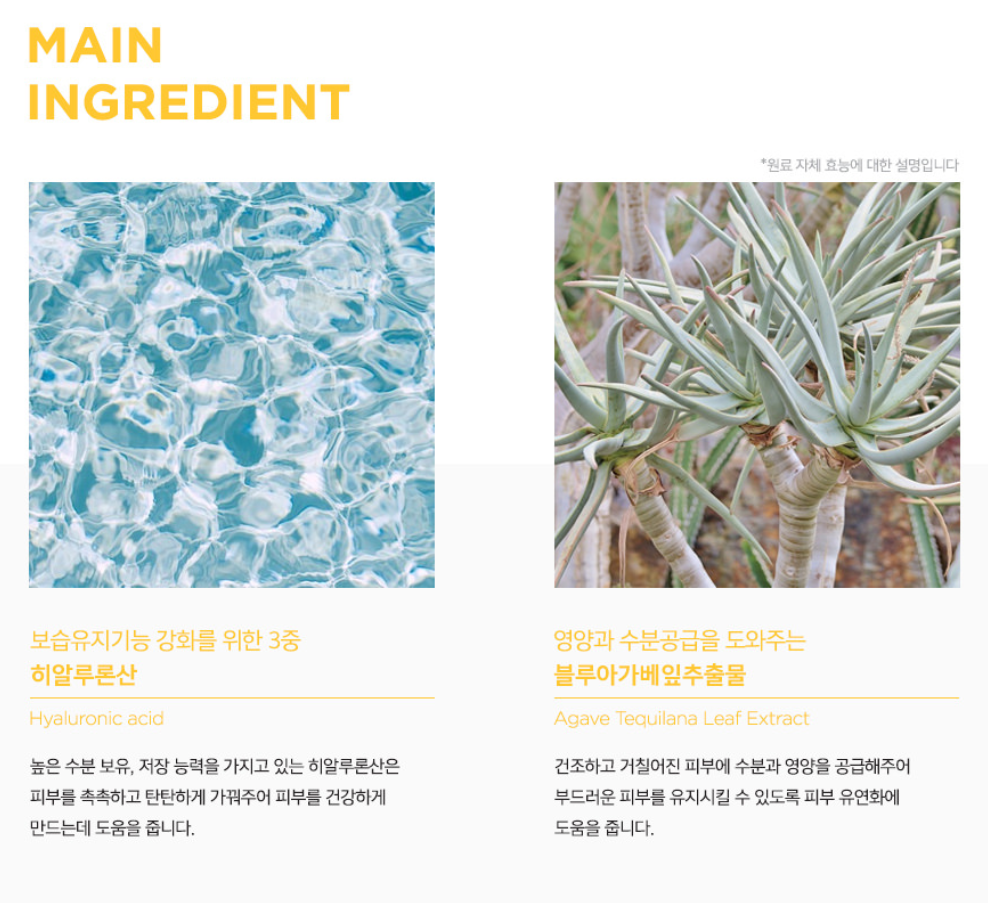 MAIN
INGREDIENT
*원료 자체 효능에 대한 설명입니다
보습유지기능 강화를 위한 3중
히알루론산
Hyaluronic acid
높은 수분 보유, 저장 능력을 가지고 있는 히알루론산은
피부를 촉촉하고 탄탄하게 가꿔주어 피부를 건강하게
만드는데 도움을 줍니다.
영양과 수분공급을 도와주는
블루아가베잎추출물
Agave Tequilana Leaf Extract
건조하고 거칠어진 피부에 수분과 영양을 공급해주어
부드러운 피부를 유지시킬 수 있도록 피부 유연화에
도움을 줍니다.